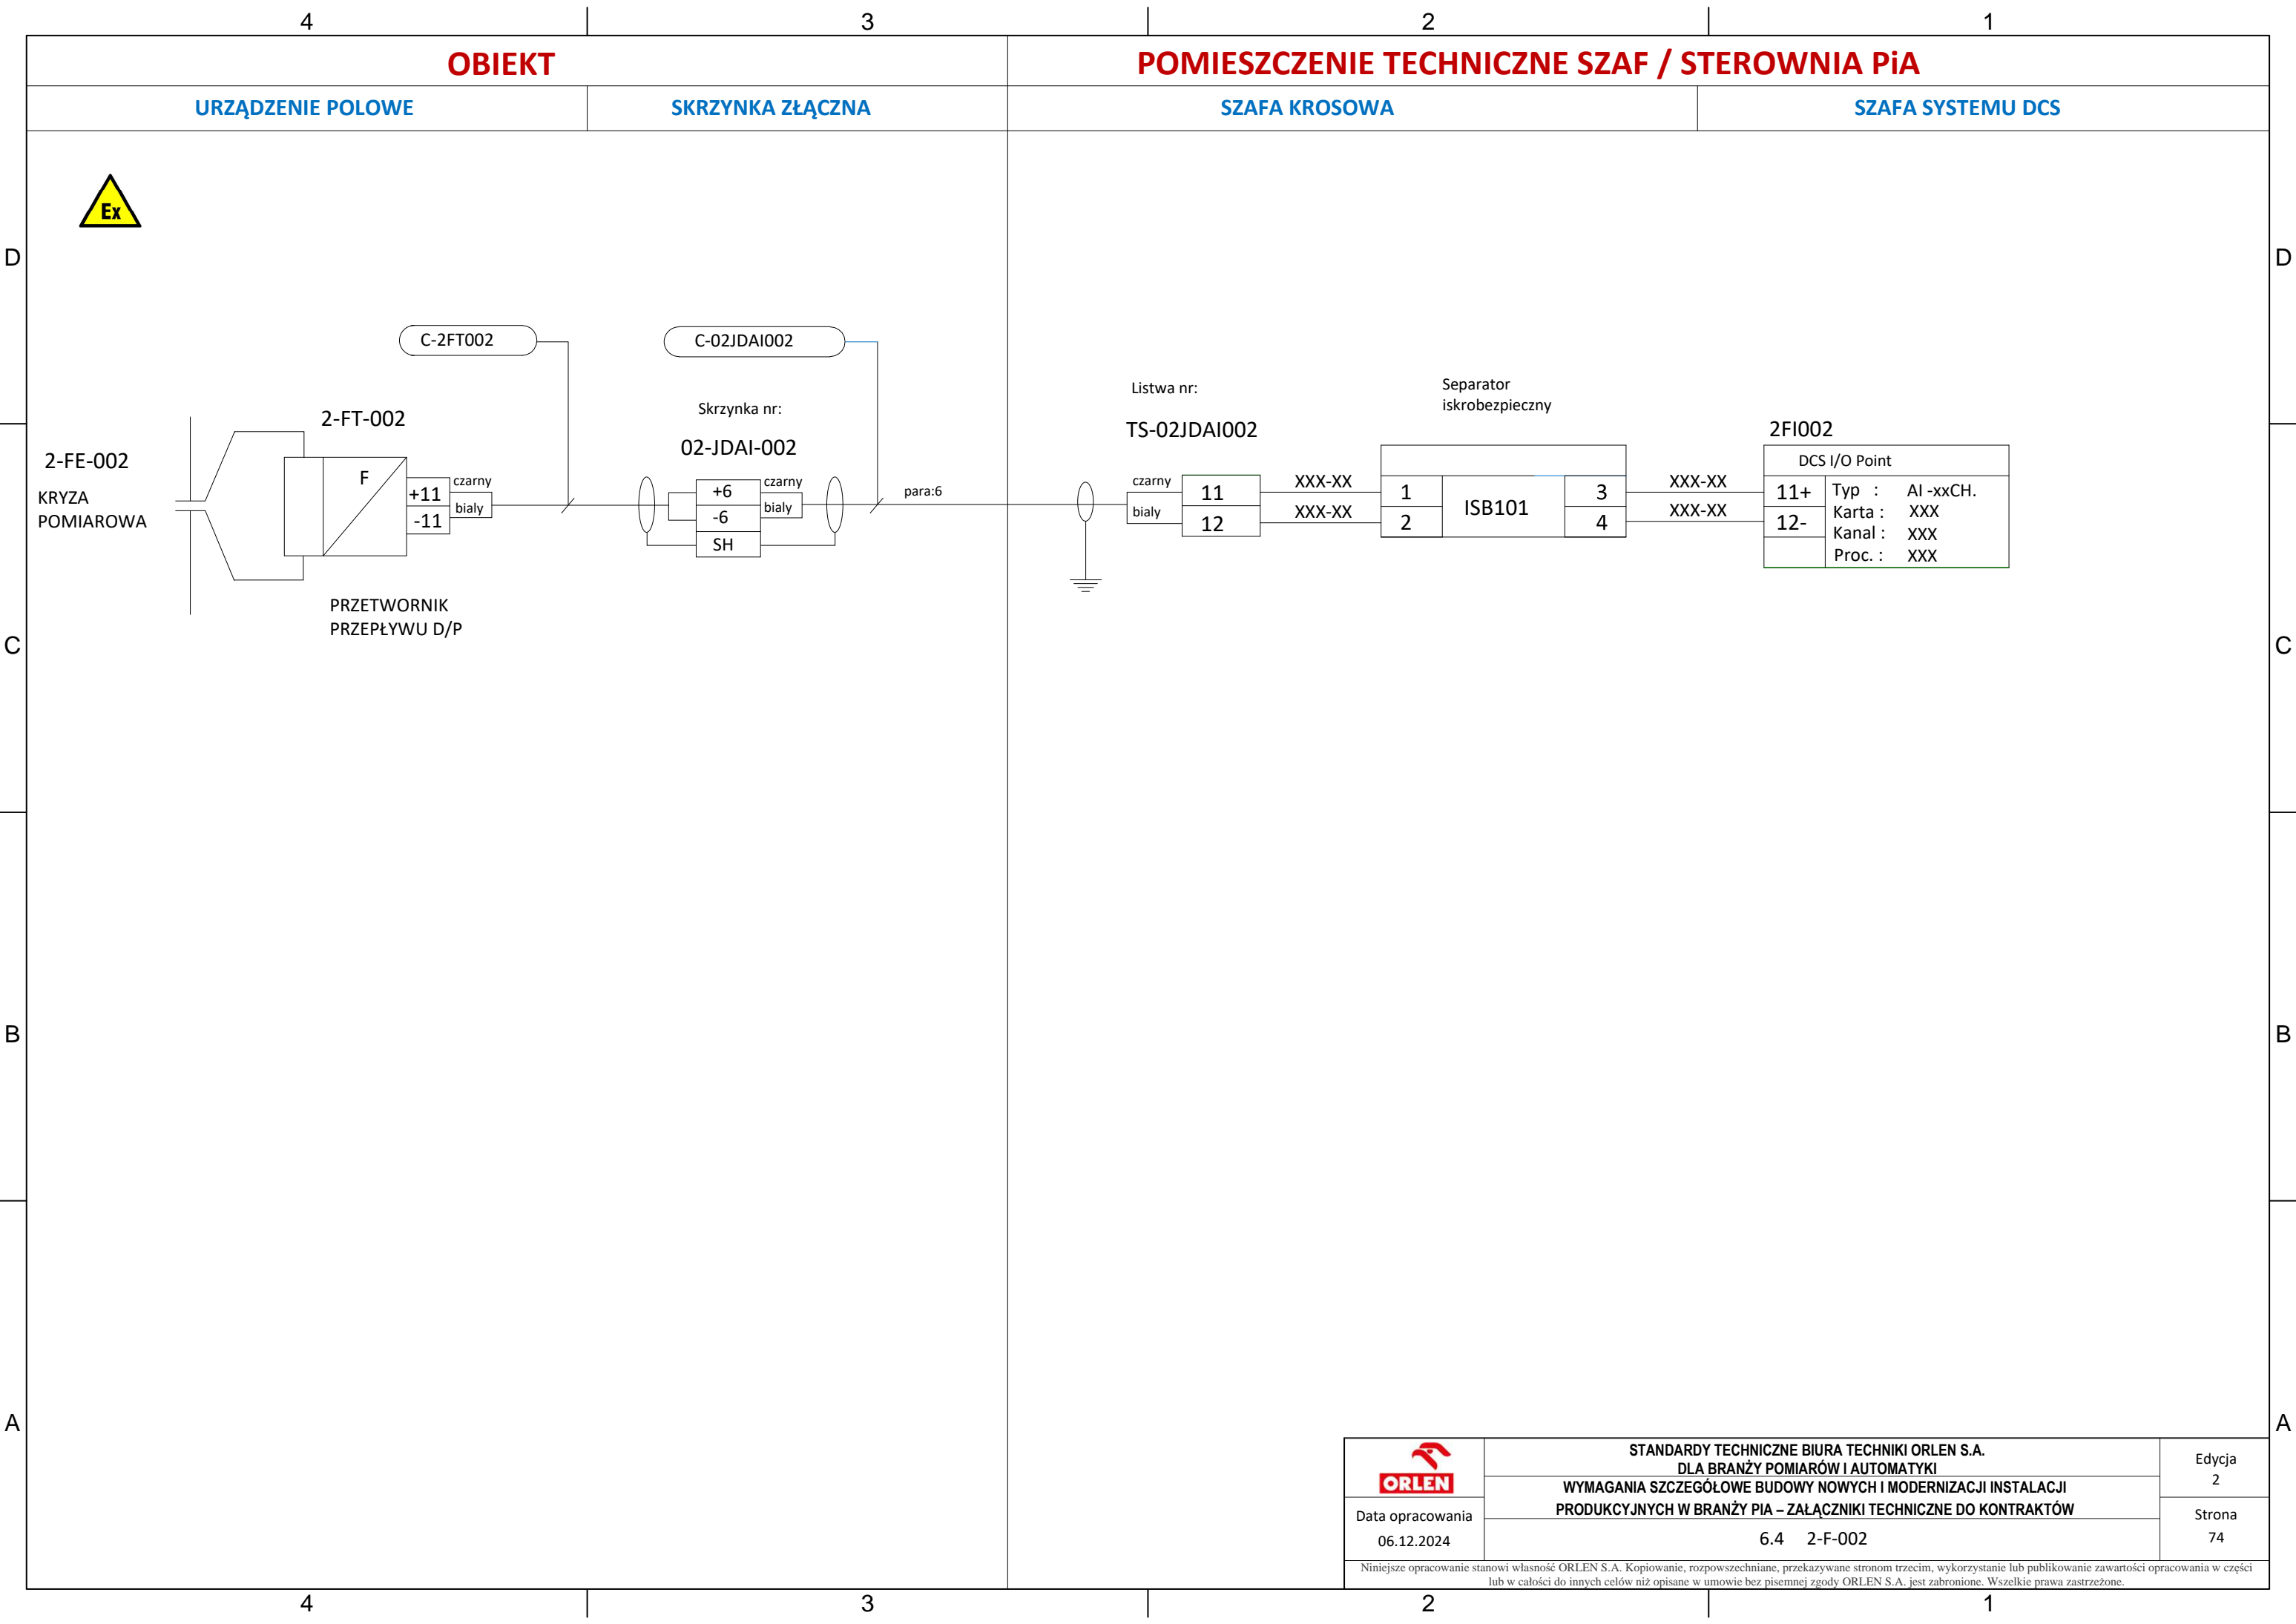 4 3 2 1
OBIEKT
POMIESZCZENIE TECHNICZNE SZAF / STEROWNIA PiA
URZĄDZENIE POLOWE
SKRZYNKA ZŁĄCZNA
SZAFA KROSOWA
SZAFA SYSTEMU DCS
Ex
D
D
C-2FT002
C-02JDAI002
2-FE-002
KRYZA
POMIAROWA
2-FT-002
F
+11
-11
czarny
bialy
PRZETWORNIK
PRZEPŁYWU D/P
Skrzynka nr:
02-JDAI-002
+6
-6
SH
czarny
bialy
para:6
Listwa nr:
TS-02JDAI002
czarny
bialy
11
12
XXX-XX
XXX-XX
Separator
iskrobezpieczny
1
2
ISB101
3
4
XXX-XX
XXX-XX
2FI002
DCS I/O Point
11+
12-
Typ : AI -xxCH.
Karta : XXX
Kanal : XXX
Proc. : XXX
C
C
B
B
A
A
ORLEN
Data opracowania
06.12.2024
STANDARDY TECHNICZNE BIURA TECHNIKI ORLEN S.A.
DLA BRANŻY POMIARÓW I AUTOMATYKI
WYMAGANIA SZCZEGÓŁOWE BUDOWY NOWYCH I MODERNIZACJI INSTALACJI
PRODUKCYJNYCH W BRANŻY PIA – ZAŁĄCZNIKI TECHNICZNE DO KONTRAKTÓW
6.4 2-F-002
Edycja
2
Strona
74
Niniejsze opracowanie stanowi własność ORLEN S.A. Kopiowanie, rozpowszechniane, przekazywane stronom trzecim, wykorzystanie lub publikowanie zawartości opracowania w części
lub w całości do innych celów niż opisane w umowie bez pisemnej zgody ORLEN S.A. jest zabronione. Wszelkie prawa zastrzeżone.
4 3 2 1